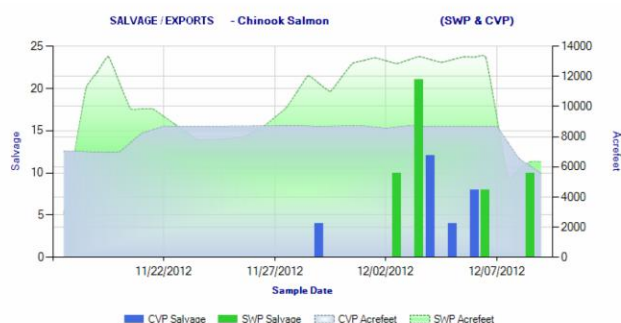 SALVAGE / EXPORTS - Chinook Salmon (SWP & CVP)
25 14000
12000
20
10000
15 8000
Salvage Acrefeet
10 6000
4000
5
2000
0 0
11/22/2012 11/27/2012 12/02/2012 12/07/2012
Sample Date
CVP Salvage SWP Salvage CVP Acrefeet SWP Acrefeet